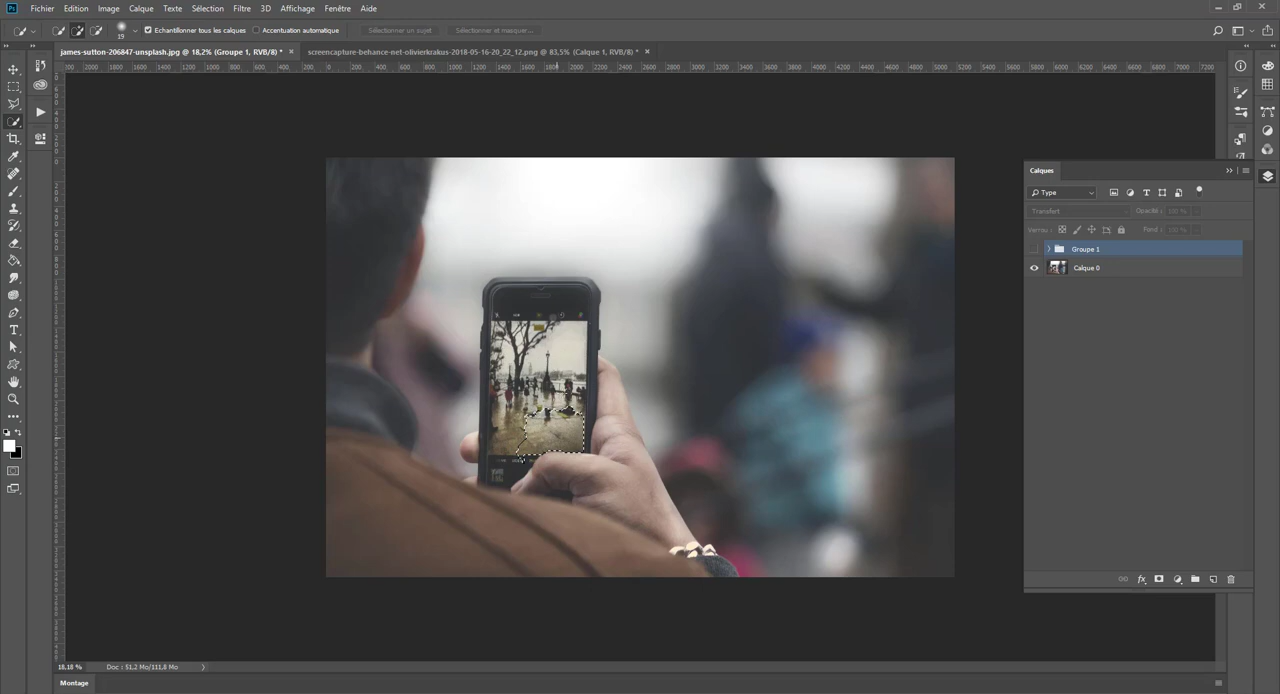 Ps Fichier Edition Image Calque Texte Sélection Filtre 3D Affichage Fenêtre Aide
19 Echantillonner tous les calques Accentuation automatique Sélectionner un sujet Sélectionner et masquer...
james-sutton-206847-unsplash.jpg @ 18,2% (Groupe 1, RVB/8) * screencapture-behance-net-olivierkrakus-2018-05-16-20_22_12.png @ 83,5% (Calque 1, RVB/8) *
Calques
Type
Transfert Opacité : 100 %
Verrou : Fond : 100 %
Groupe 1
Calque 0
fx
18,18 % Doc : 51,2 Mo/111,8 Mo
Montage